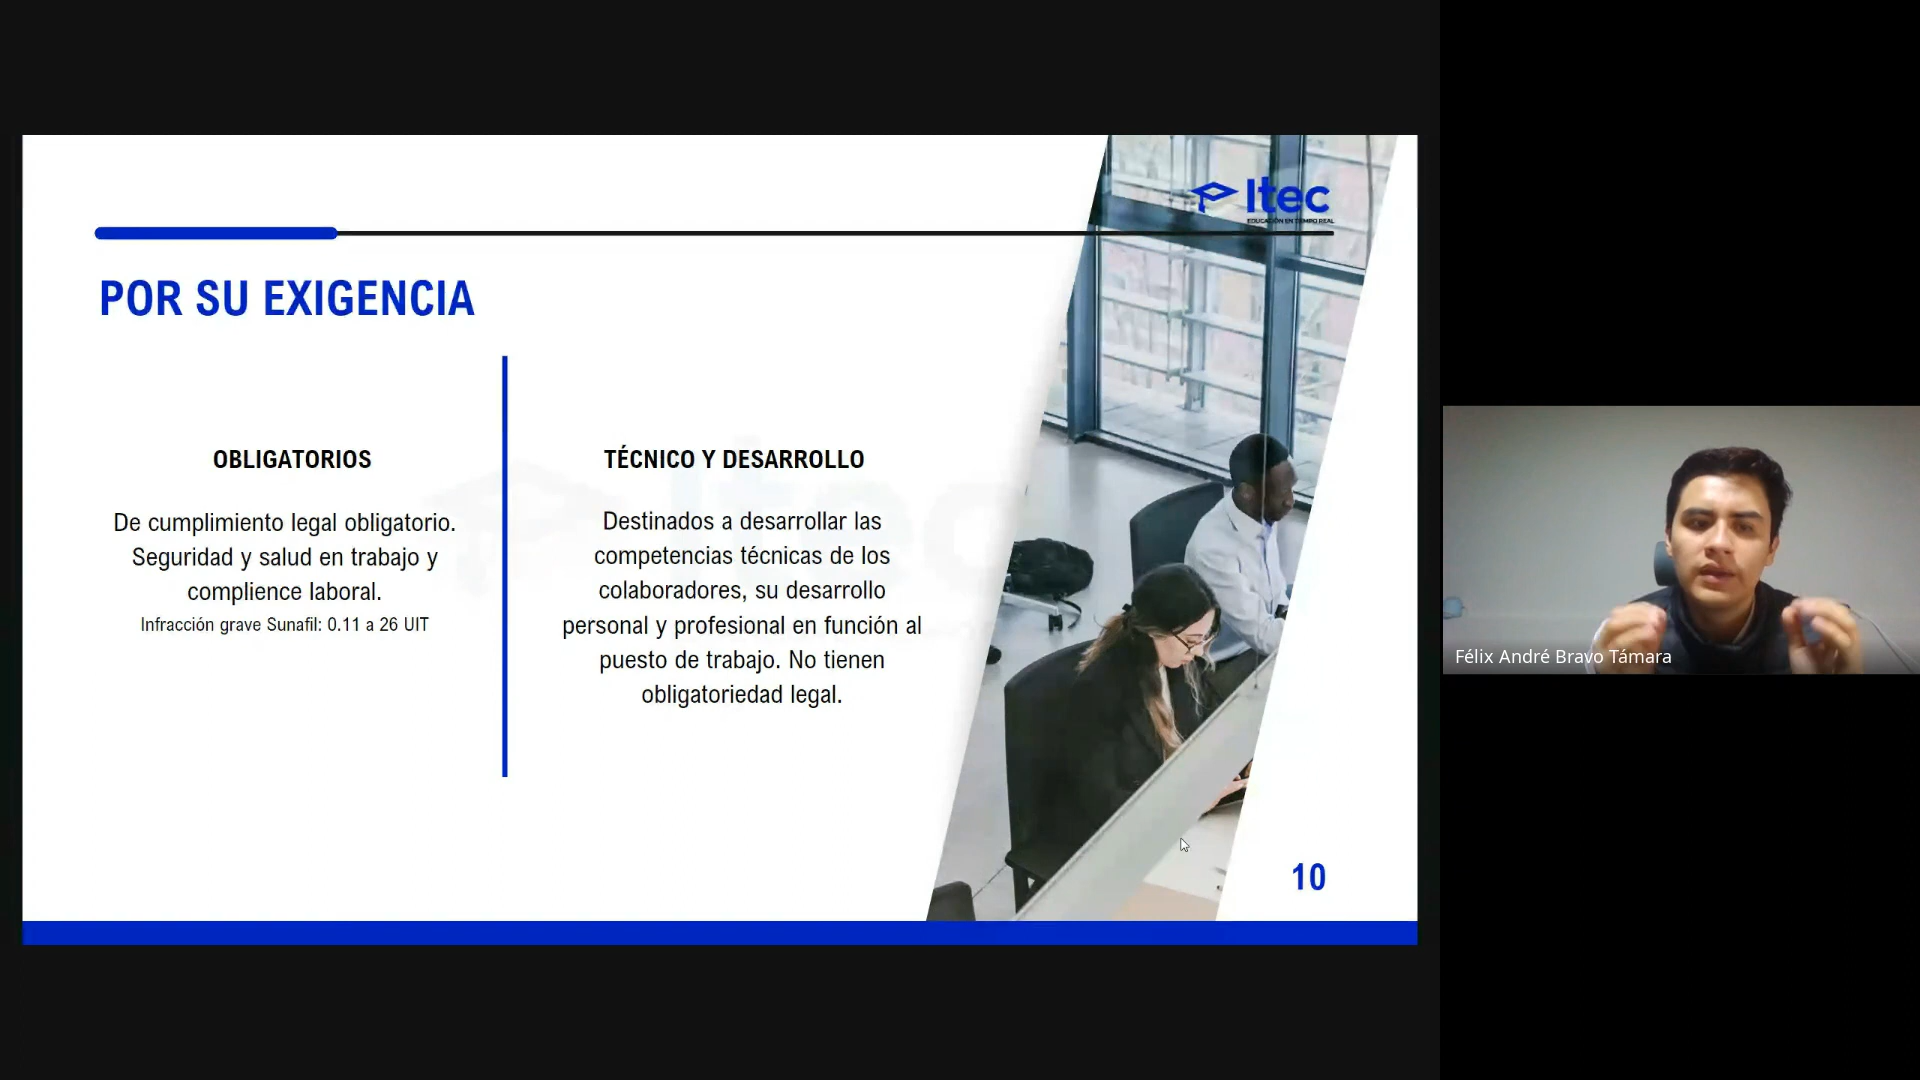 Itec
EDUCACIÓN EN TIEMPO REAL
POR SU EXIGENCIA
OBLIGATORIOS
De cumplimiento legal obligatorio.
Seguridad y salud en trabajo y
complience laboral.
Infracción grave Sunafil: 0.11 a 26 UIT
TÉCNICO Y DESARROLLO
Destinados a desarrollar las
competencias técnicas de los
colaboradores, su desarrollo
personal y profesional en función al
puesto de trabajo. No tienen
obligatoriedad legal.
10
Félix André Bravo Támara